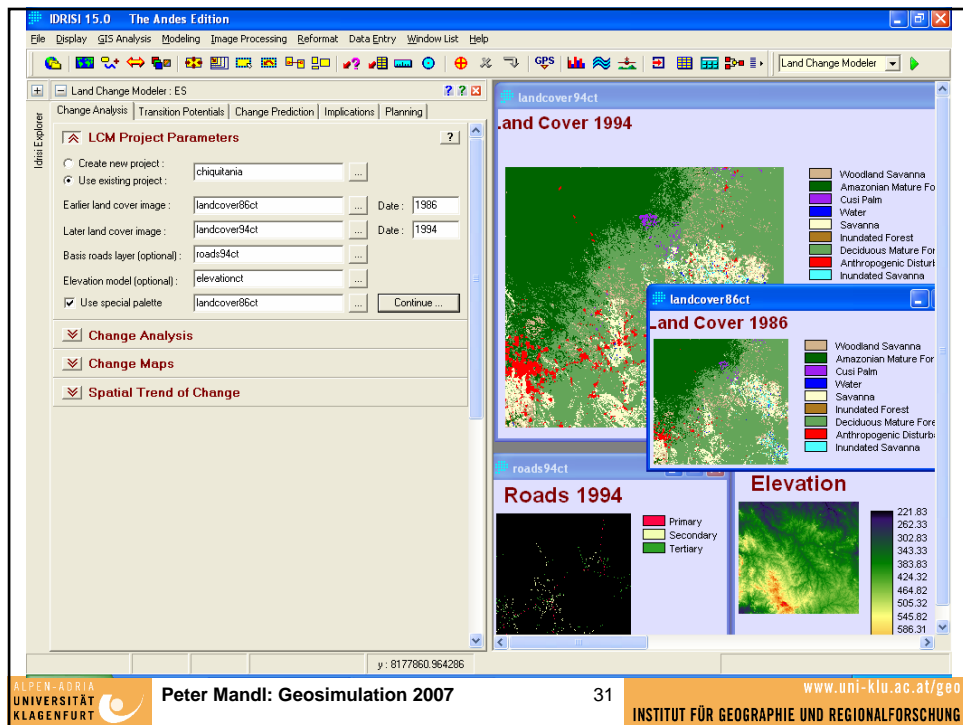 IDRISI 15.0 The Andes Edition
File Display GIS Analysis Modeling Image Processing Reformat Data Entry Window List Help
GPS
Land Change Modeler
Idrisi Explorer
Land Change Modeler : ES
? ?
Change Analysis Transition Potentials Change Prediction Implications Planning
LCM Project Parameters
?
Create new project :
Use existing project :
chiquitania
...
Earlier land cover image :
landcover86ct
...
Date :
1986
Later land cover image :
landcover94ct
...
Date :
1994
Basis roads layer (optional) :
roads94ct
...
Elevation model (optional) :
elevationct
...
Use special palette
landcover86ct
...
Continue ...
Change Analysis
Change Maps
Spatial Trend of Change
landcover94ct
Land Cover 1994
Woodland Savanna
Amazonian Mature Fo
Cusi Palm
Water
Savanna
Inundated Forest
Deciduous Mature For
Anthropogenic Disturb
Inundated Savanna
landcover86ct
Land Cover 1986
Woodland Savanna
Amazonian Mature For
Cusi Palm
Water
Savanna
Inundated Forest
Deciduous Mature Fore
Anthropogenic Disturb
Inundated Savanna
roads94ct
Roads 1994
Primary
Secondary
Tertiary
Elevation
221.83
262.33
302.83
343.33
383.83
424.32
464.82
505.32
545.82
586.31
y : 8177860.964286
ALPEN-ADRIA
UNIVERSITÄT
KLAGENFURT
Peter Mandl: Geosimulation 2007
31
www.uni-klu.ac.at/geo
INSTITUT FÜR GEOGRAPHIE UND REGIONALFORSCHUNG